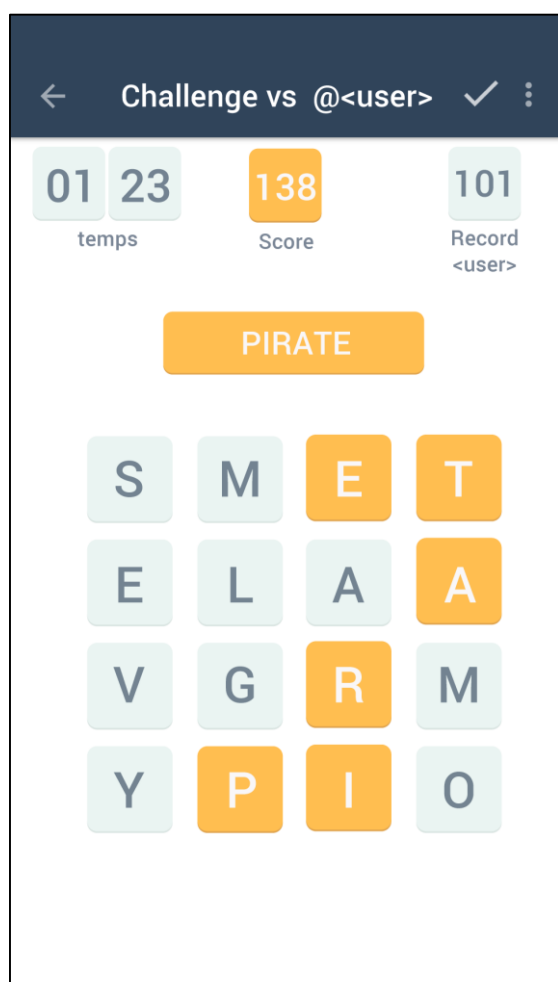 Challenge vs @<user>
01 23 138 101
temps Score Record
<user>
PIRATE
S M E T
E L A A
V G R M
Y P I O